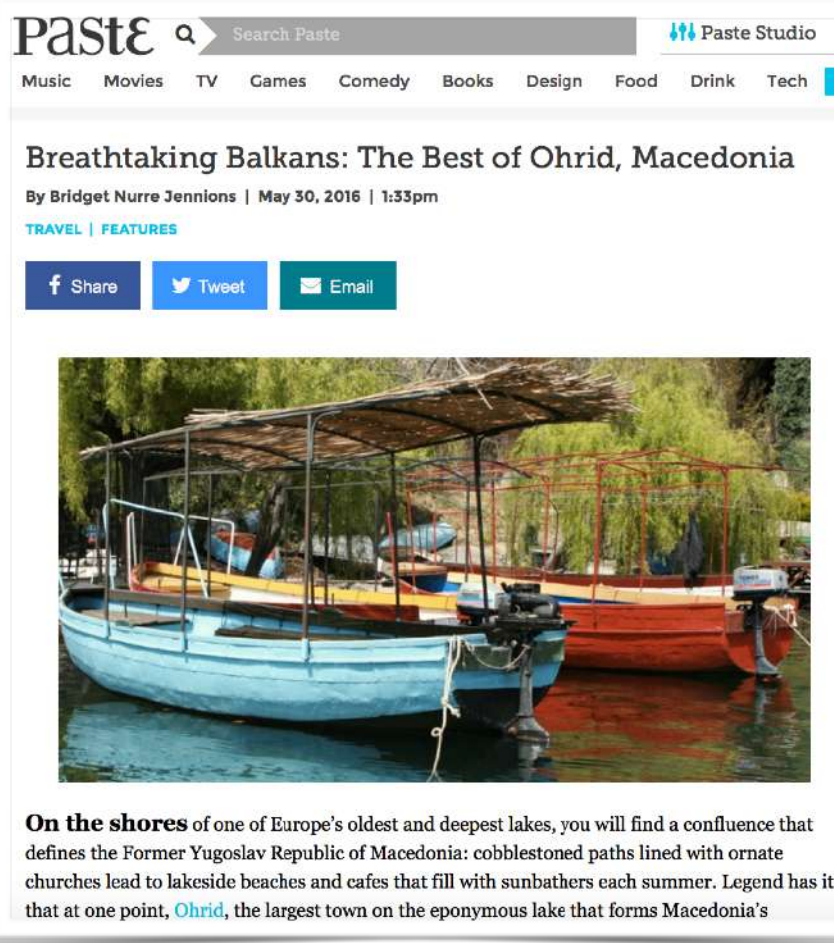 Paste
Search Paste
Paste Studio
Music Movies TV Games Comedy Books Design Food Drink Tech
Breathtaking Balkans: The Best of Ohrid, Macedonia
By Bridget Nurre Jennions | May 30, 2016 | 1:33pm
TRAVEL | FEATURES
f Share
Tweet
Email
On the shores of one of Europe's oldest and deepest lakes, you will find a confluence that
defines the Former Yugoslav Republic of Macedonia: cobblestoned paths lined with ornate
churches lead to lakeside beaches and cafes that fill with sunbathers each summer. Legend has it
that at one point, Ohrid, the largest town on the eponymous lake that forms Macedonia's